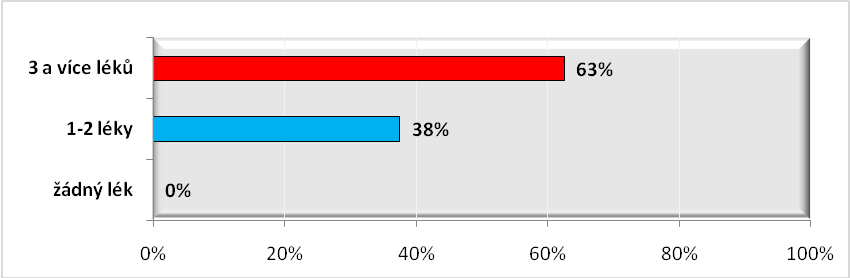 3 a více léků
63%
1-2 léky
38%
žádný lék
0%
0% 20% 40% 60% 80% 100%